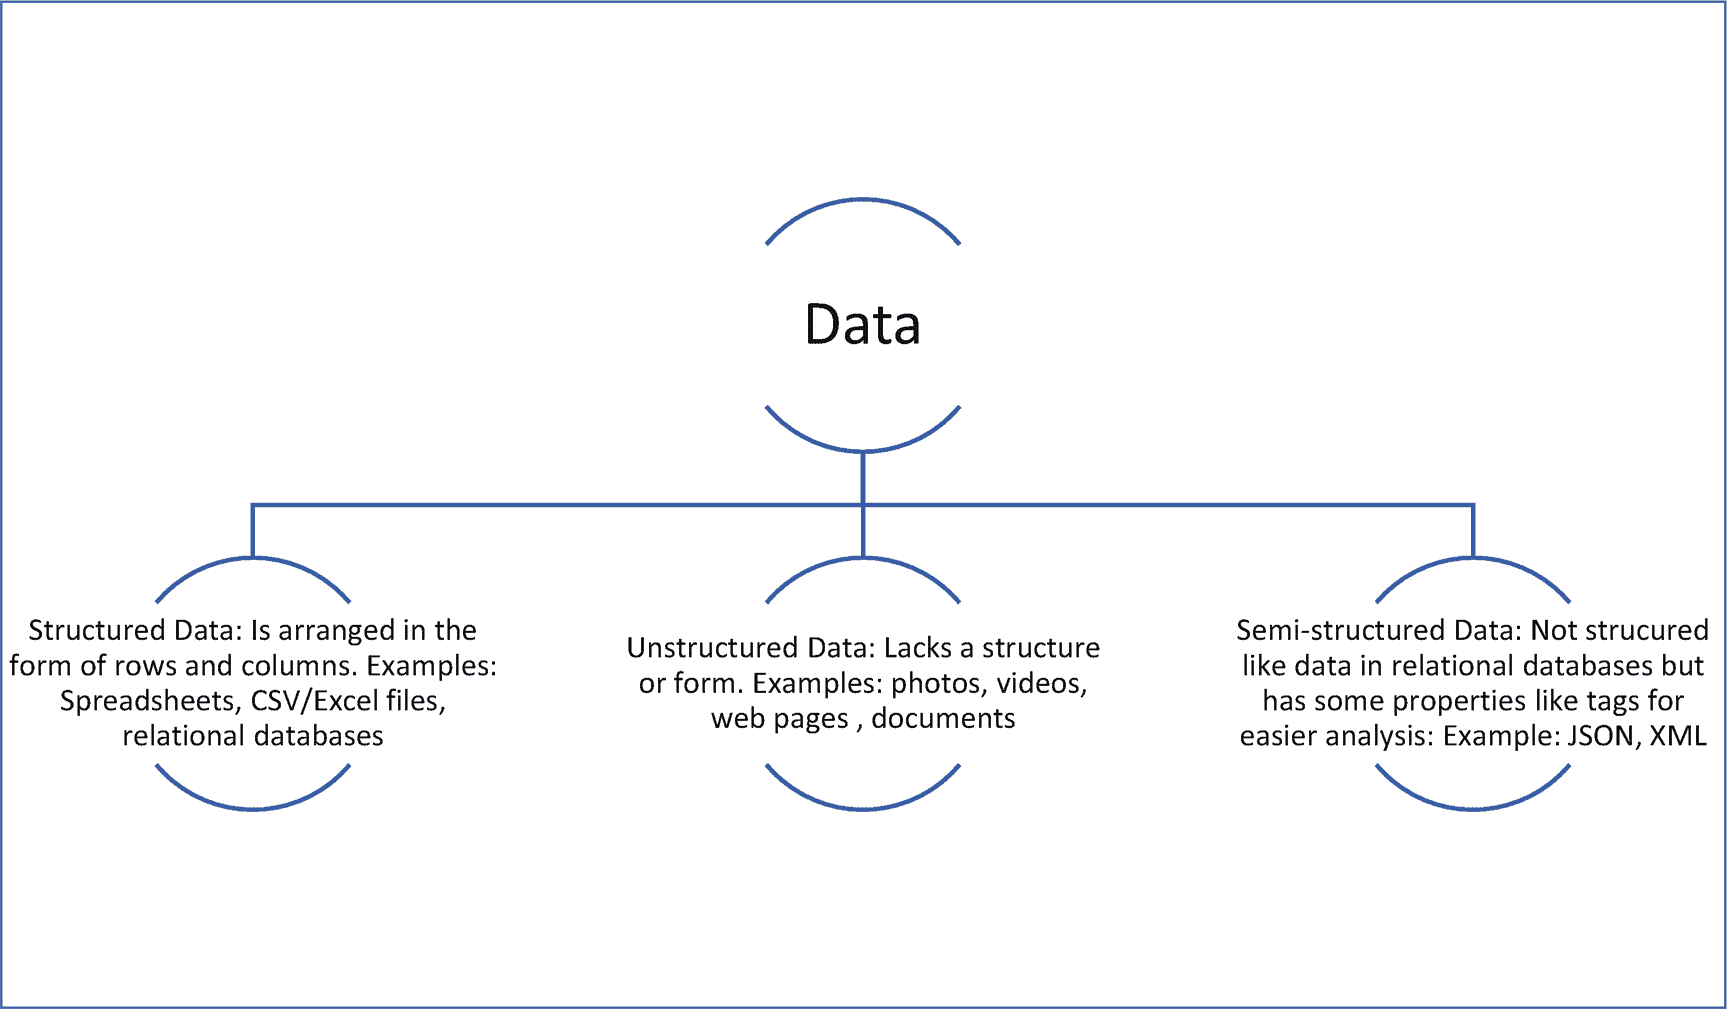 Data
Structured Data: Is arranged in the
form of rows and columns. Examples:
Spreadsheets, CSV/Excel files,
relational databases
Unstructured Data: Lacks a structure
or form. Examples: photos, videos,
web pages , documents
Semi-structured Data: Not strucured
like data in relational databases but
has some properties like tags for
easier analysis: Example: JSON, XML